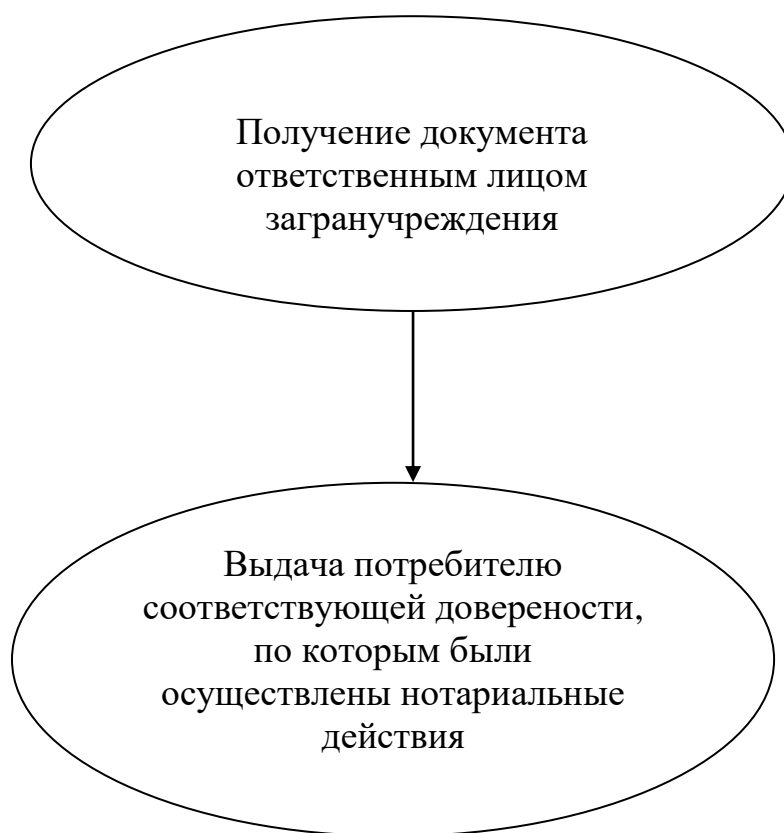 Получение документа
ответственным лицом
загранучреждения
Выдача потребителю
соответствующей доверености,
по которым были
осуществлены нотариальные
действия